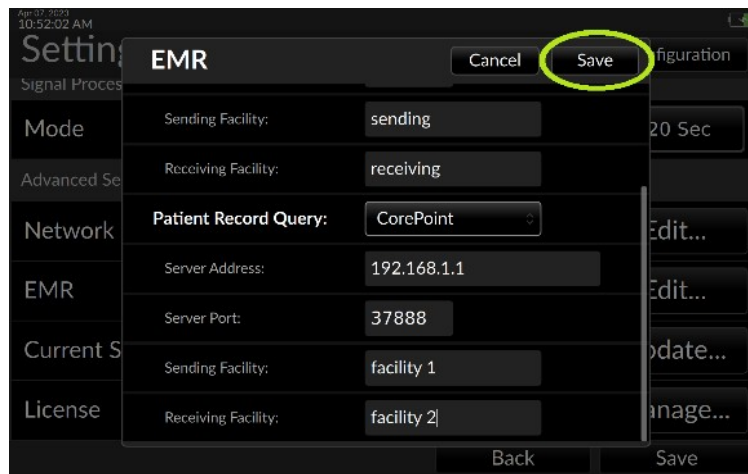 Apr 07, 2023
10:52:02 AM
Settin
figuration
EMR
Cancel
Save
Signal Proces
Sending Facility:
sending
Mode
20 Sec
Receiving Facility:
receiving
Advanced Se
Patient Record Query:
CorePoint
Network
Edit...
Server Address:
192.168.1.1
EMR
Edit...
Server Port:
37888
Current S
pdate...
Sending Facility:
facility 1
License
anage...
Receiving Facility:
facility 2
Back
Save